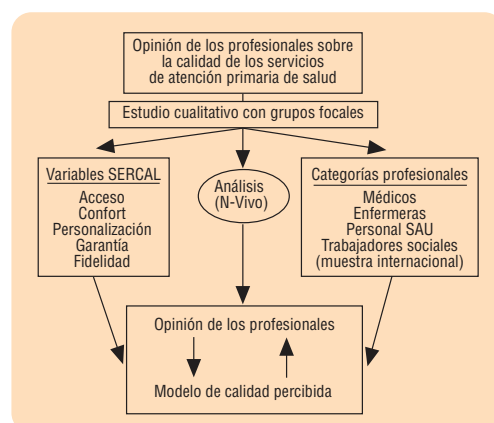 Opinión de los profesionales sobre
la calidad de los servicios
de atención primaria de salud
Estudio cualitativo con grupos focales
Variables SERCAL
Acceso
Confort
Personalización
Garantía
Fidelidad
Análisis
(N-Vivo)
Categorías profesionales
Médicos
Enfermeras
Personal SAU
Trabajadores sociales
(muestra internacional)
Opinión de los profesionales
Modelo de calidad percibida